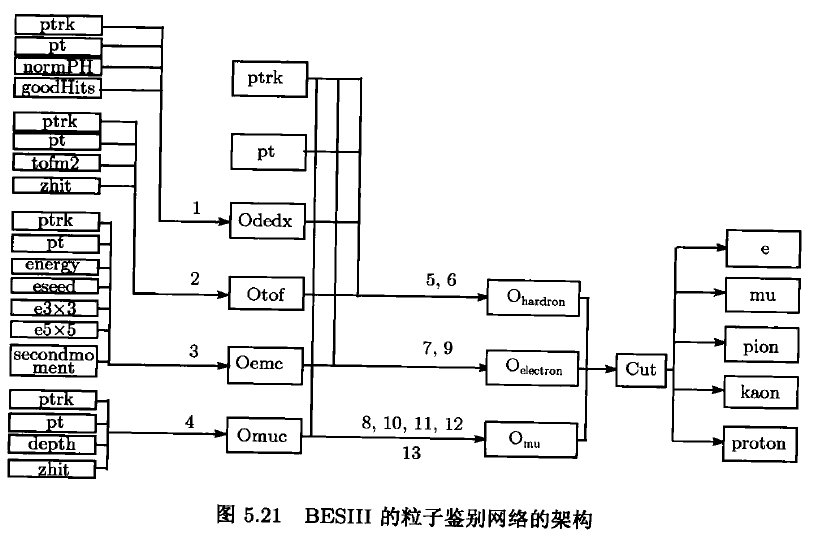 ptrk
pt
normPH
goodHits
ptrk
pt
tofm2
zhit
ptrk
pt
energy
eseed
e3×3
e5×5
secondmo
ment
ptrk
pt
depth
zhit
1
2
3
4
ptrk
pt
Odedx
Otof
Oemc
Omuc
5, 6
7, 9
8, 10, 11, 12
13
Ohardron
Oelectron
Omu
Cut
e
mu
pion
kaon
proton
图 5.21 BESIII 的粒子鉴别网络的架构